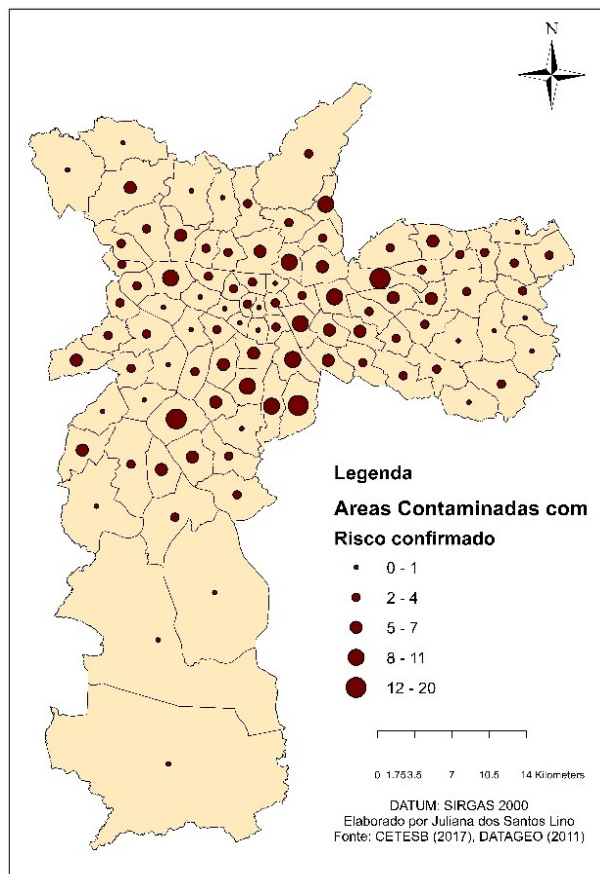 N
Legenda
Areas Contaminadas com
Risco confirmado
0 - 1
2 - 4
5 - 7
8 - 11
12 - 20
0 1.753.5 7 10.5 14 Kilometers
DATUM: SIRGAS 2000
Elaborado por Juliana dos Santos Lino
Fonte: CETESB (2017), DATAGEO (2011)